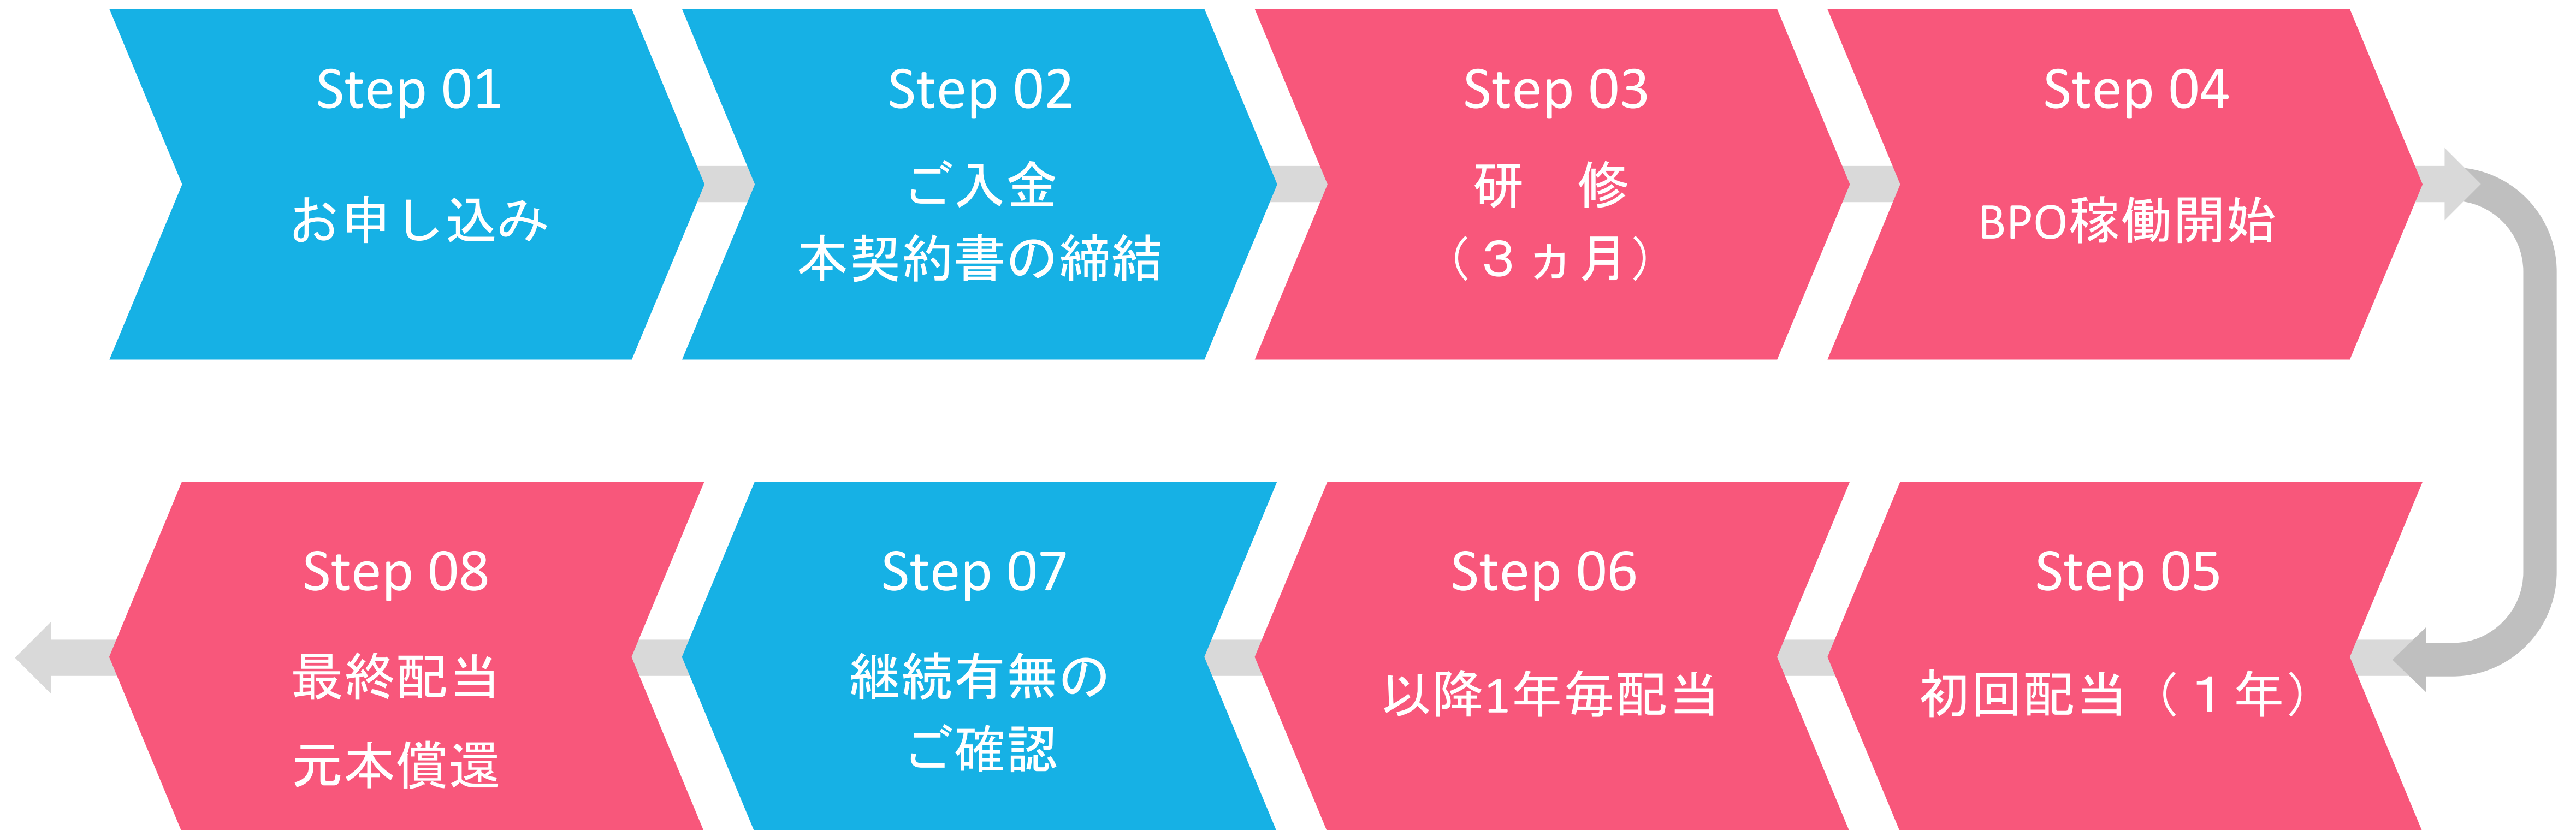 Step 01
お申し込み
Step 02
ご入金
本契約書の締結
Step 03
研　修
（３ヵ月）
Step 04
BPO稼働開始
Step 05
初回配当（１年）
Step 06
以降1年毎配当
Step 07
継続有無の
ご確認
Step 08
最終配当
元本償還